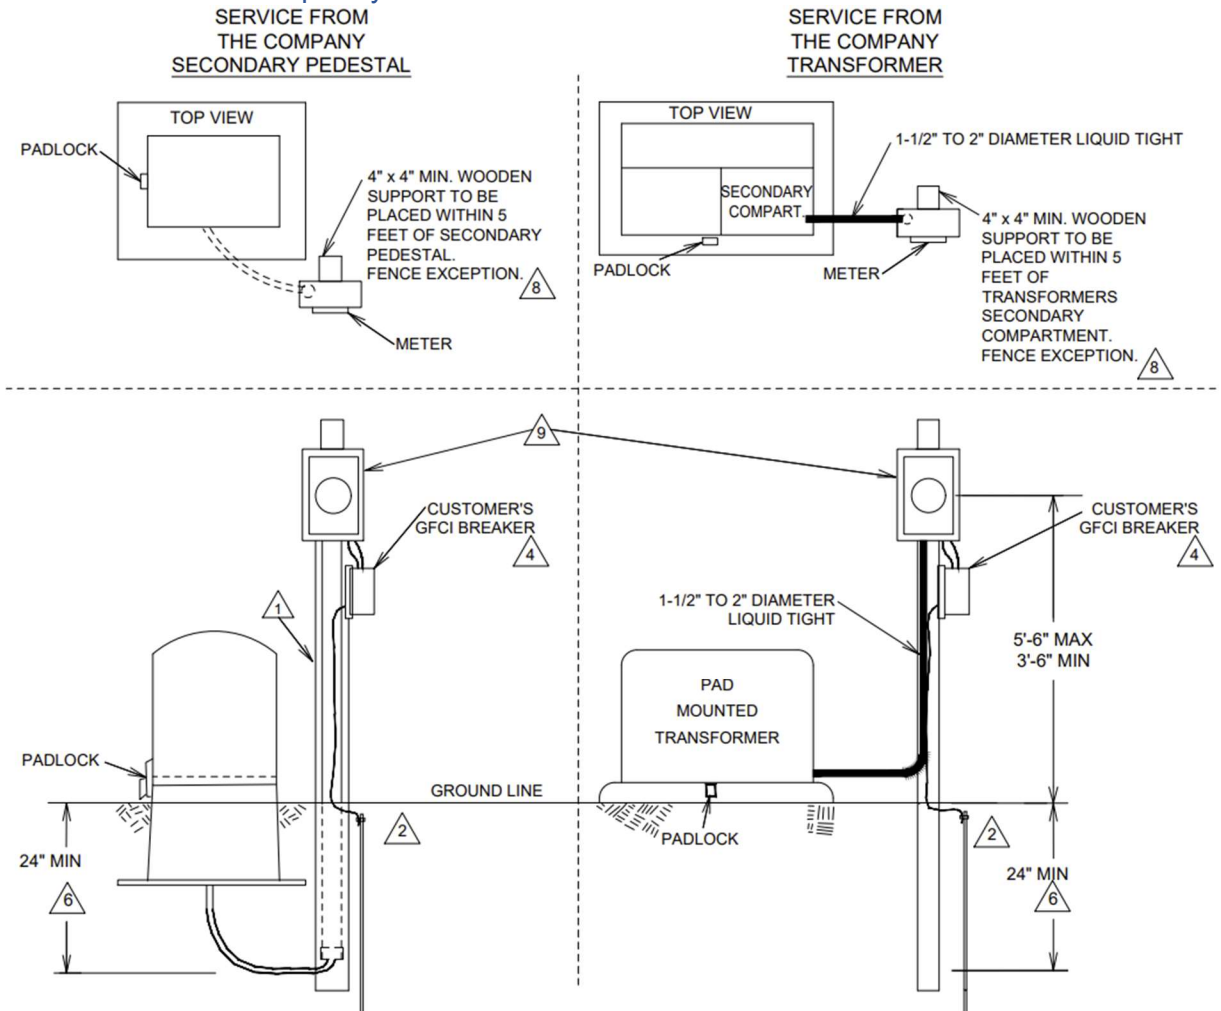 SERVICE FROM
THE COMPANY
SECONDARY PEDESTAL
TOP VIEW
PADLOCK
4" x 4" MIN. WOODEN
SUPPORT TO BE
PLACED WITHIN 5
FEET OF SECONDARY
PEDESTAL.
FENCE EXCEPTION.
8
METER
SERVICE FROM
THE COMPANY
TRANSFORMER
TOP VIEW
1-1/2" TO 2" DIAMETER LIQUID TIGHT
SECONDARY
COMPART.
PADLOCK
METER
4" x 4" MIN. WOODEN
SUPPORT TO BE
PLACED WITHIN 5
FEET OF
TRANSFORMERS
SECONDARY
COMPARTMENT.
FENCE EXCEPTION.
8
9
CUSTOMER'S
GFCI BREAKER
4
1
PADLOCK
GROUND LINE
2
24" MIN
6
CUSTOMER'S
GFCI BREAKER
4
1-1/2" TO 2" DIAMETER
LIQUID TIGHT
5'-6" MAX
3'-6" MIN
PAD
MOUNTED
TRANSFORMER
PADLOCK
2
24" MIN
6